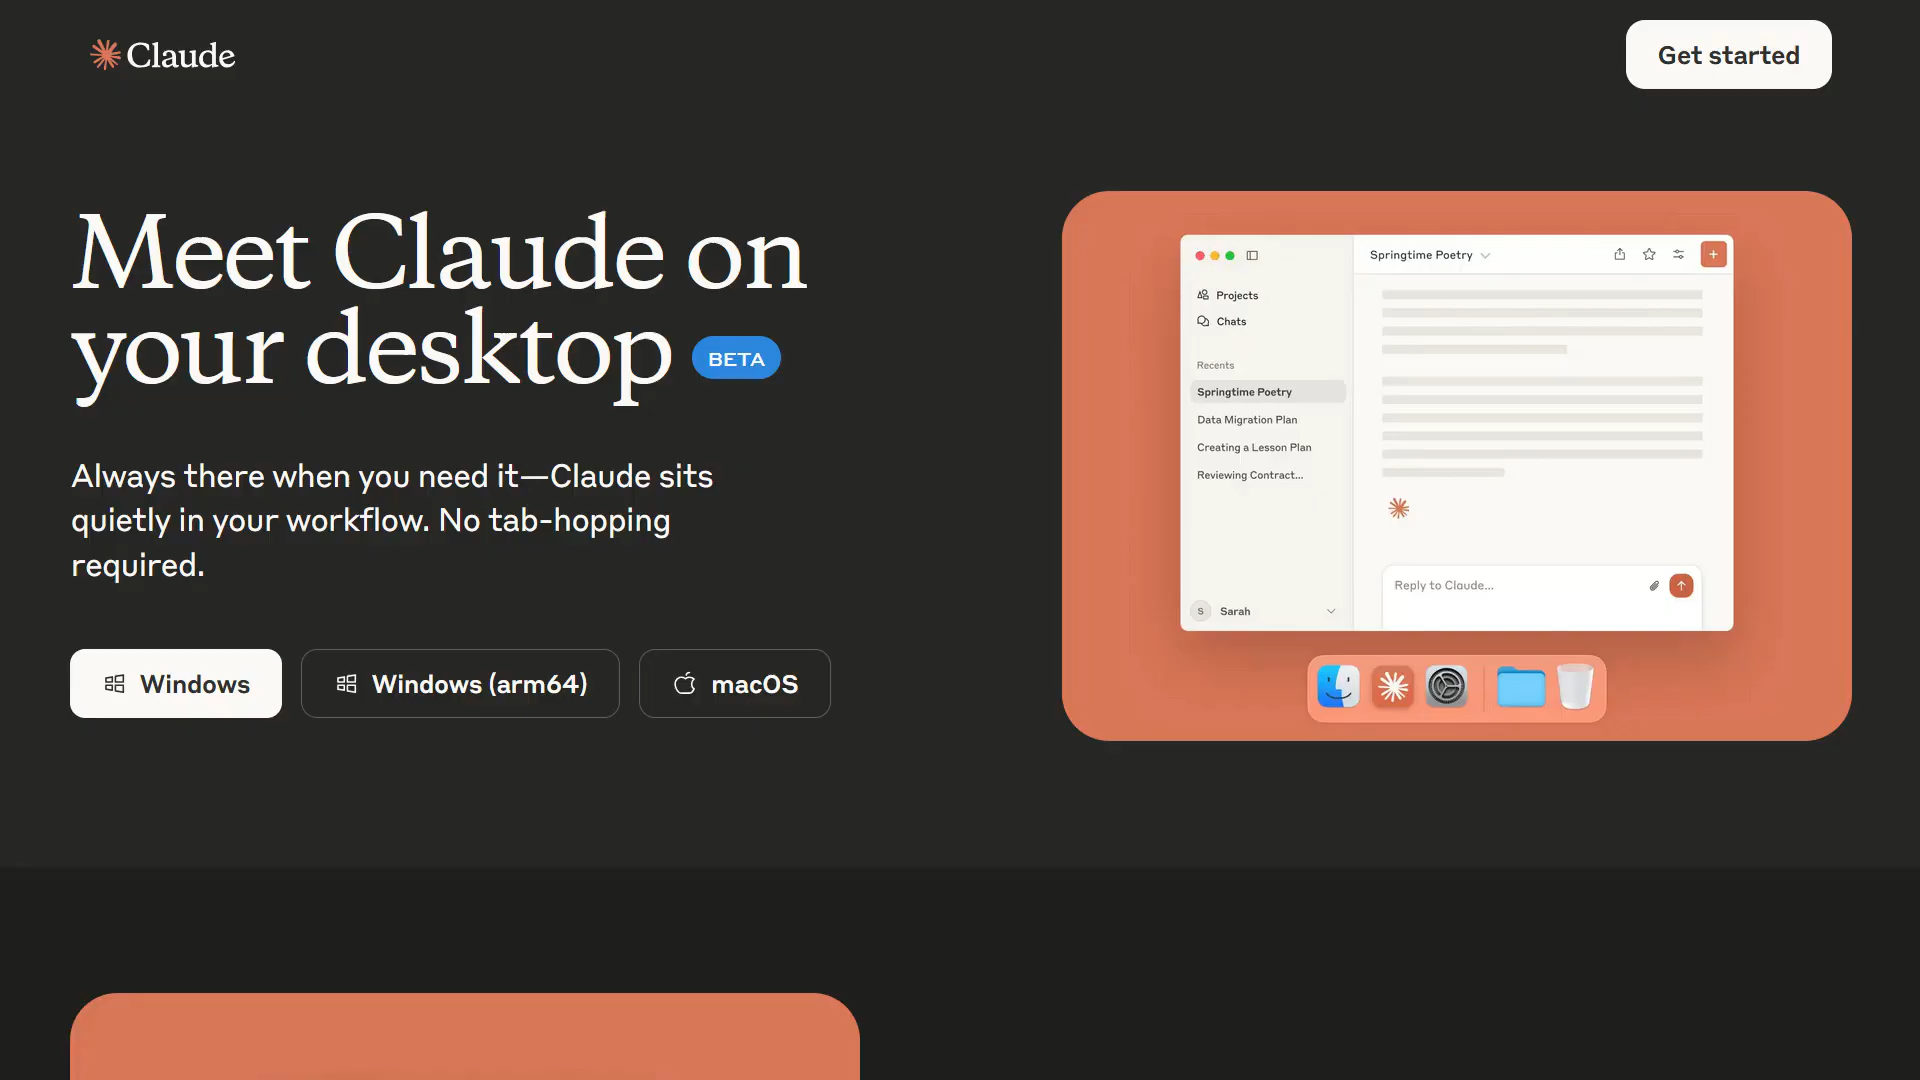 Claude
Get started
Meet Claude on
your desktop BETA
Always there when you need it—Claude sits
quietly in your workflow. No tab-hopping
required.
Windows
Windows (arm64)
macOS
Projects
Chats
Recents
Springtime Poetry
Data Migration Plan
Creating a Lesson Plan
Reviewing Contract...
S Sarah
Springtime Poetry
Reply to Claude...